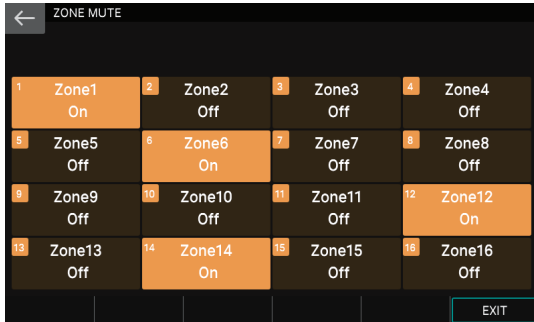 ZONE MUTE
1 Zone1
On
2 Zone2
Off
3 Zone3
Off
4 Zone4
Off
5 Zone5
Off
6 Zone6
On
7 Zone7
Off
8 Zone8
Off
9 Zone9
Off
10 Zone10
Off
11 Zone11
Off
12 Zone12
On
13 Zone13
Off
14 Zone14
On
15 Zone15
Off
16 Zone16
Off
EXIT